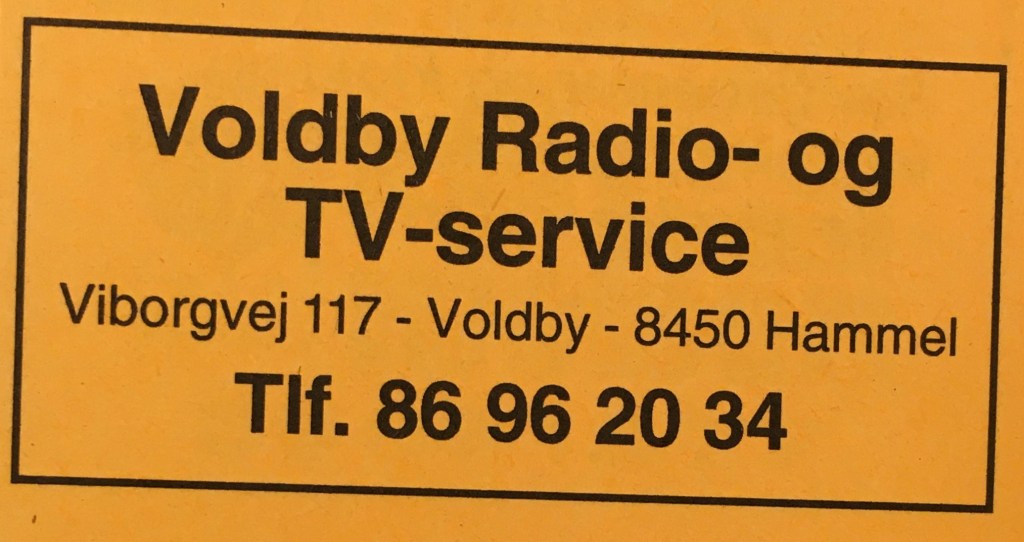 Voldby Radio- og
TV-service
Viborgvej 117 - Voldby - 8450 Hammel
Tlf. 86 96 20 34